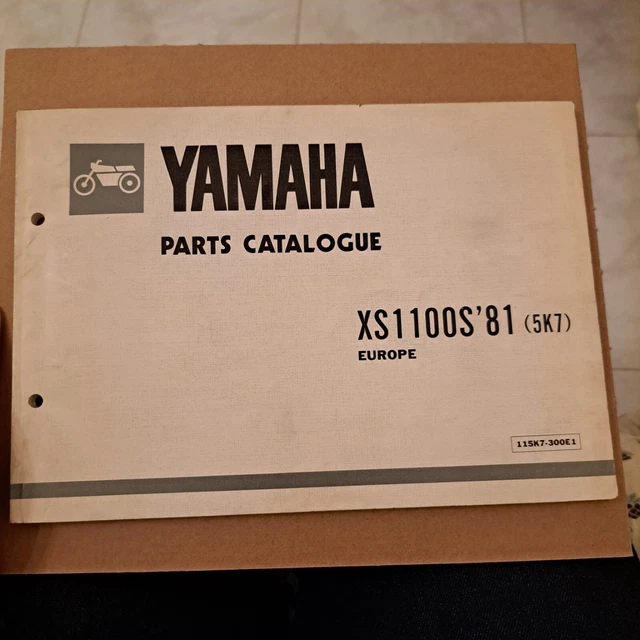 YAMAHA
PARTS CATALOGUE
XS1100S'81 (5K7)
EUROPE
115K7-300E1